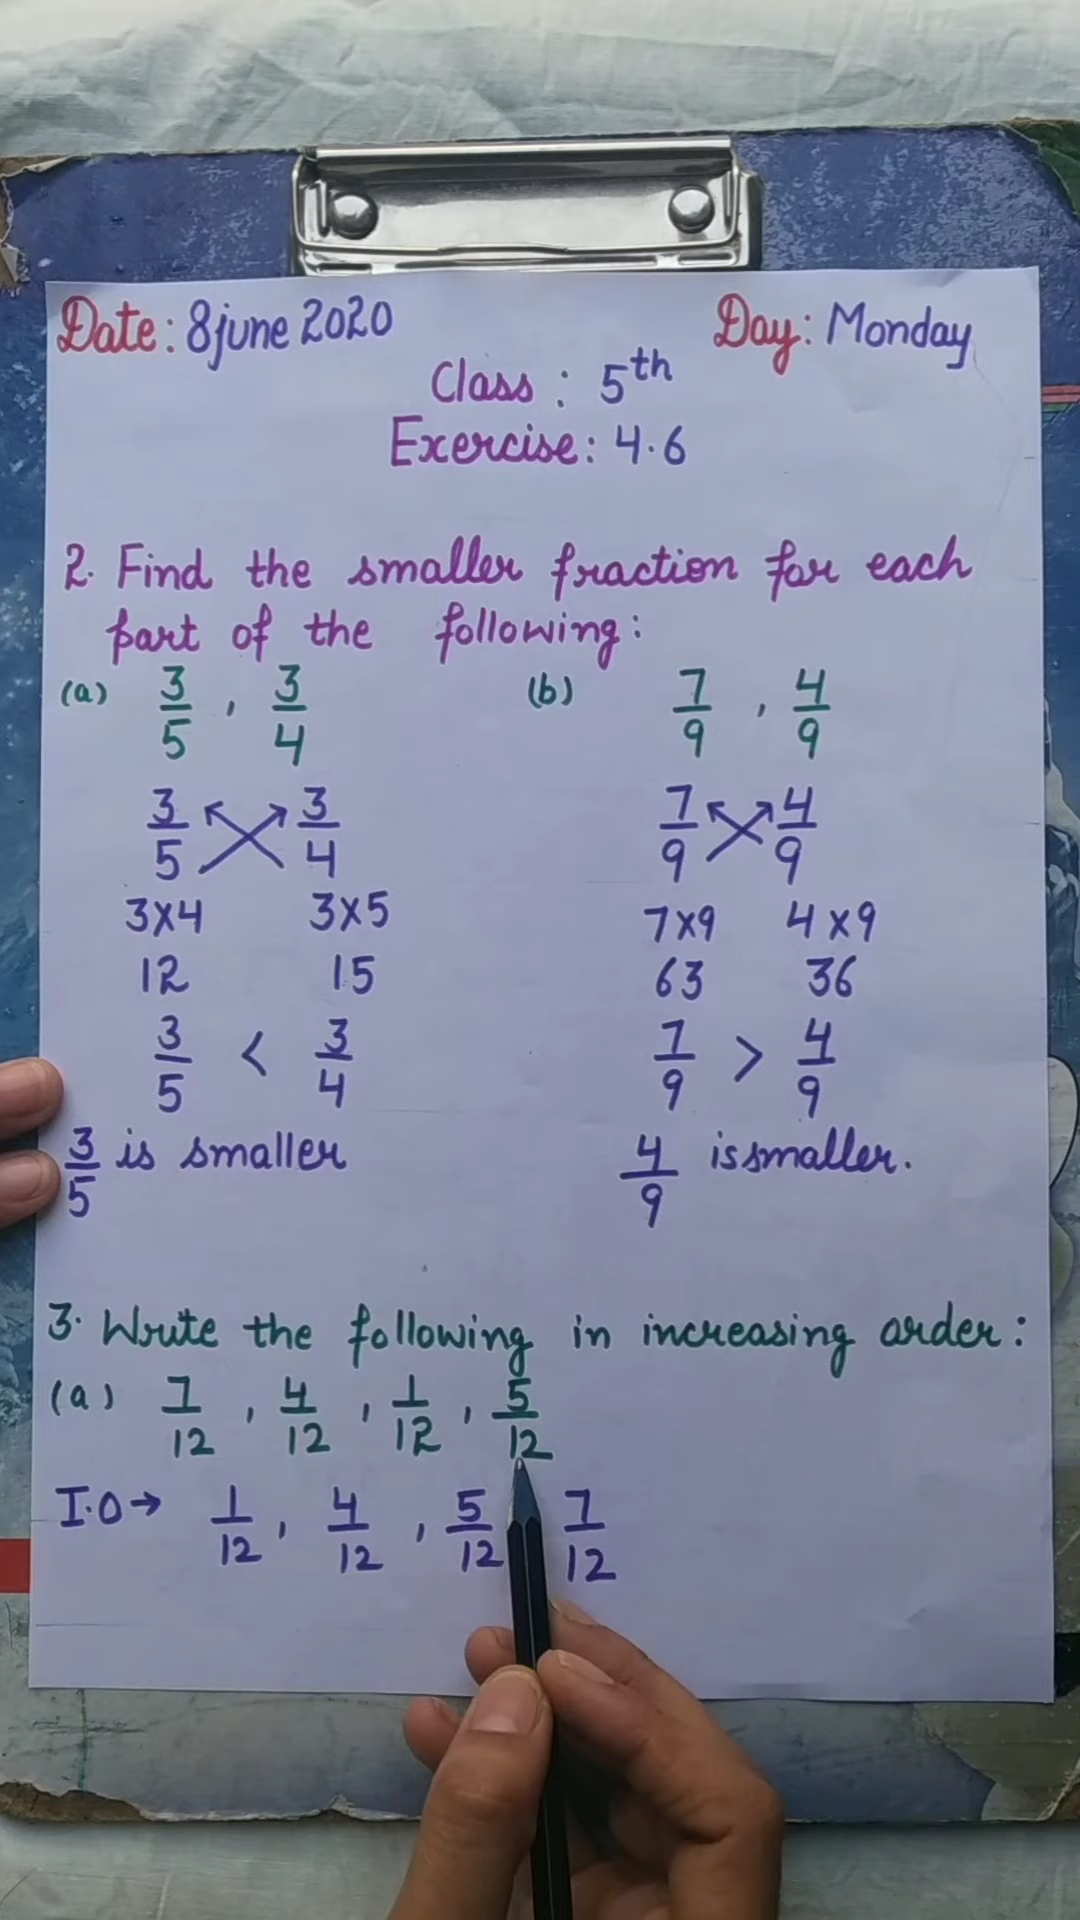 Date: 8 june 2020 Day: Monday
Class : 5th
Exercise: 4.6
2. Find the smaller fraction for each
part of the following:
(a) 3/5 , 3/4 (b) 7/9 , 4/9
3/5 3/4 7/9 4/9
3×4 3×5 7×9 4×9
12 15 63 36
3/5 < 3/4 7/9 > 4/9
3/5 is smaller 4/9 is smaller.
3. Write the following in increasing order:
(a) 7/12 , 4/12 , 1/12 , 5/12
I.O→ 1/12 , 4/12 , 5/12 7/12